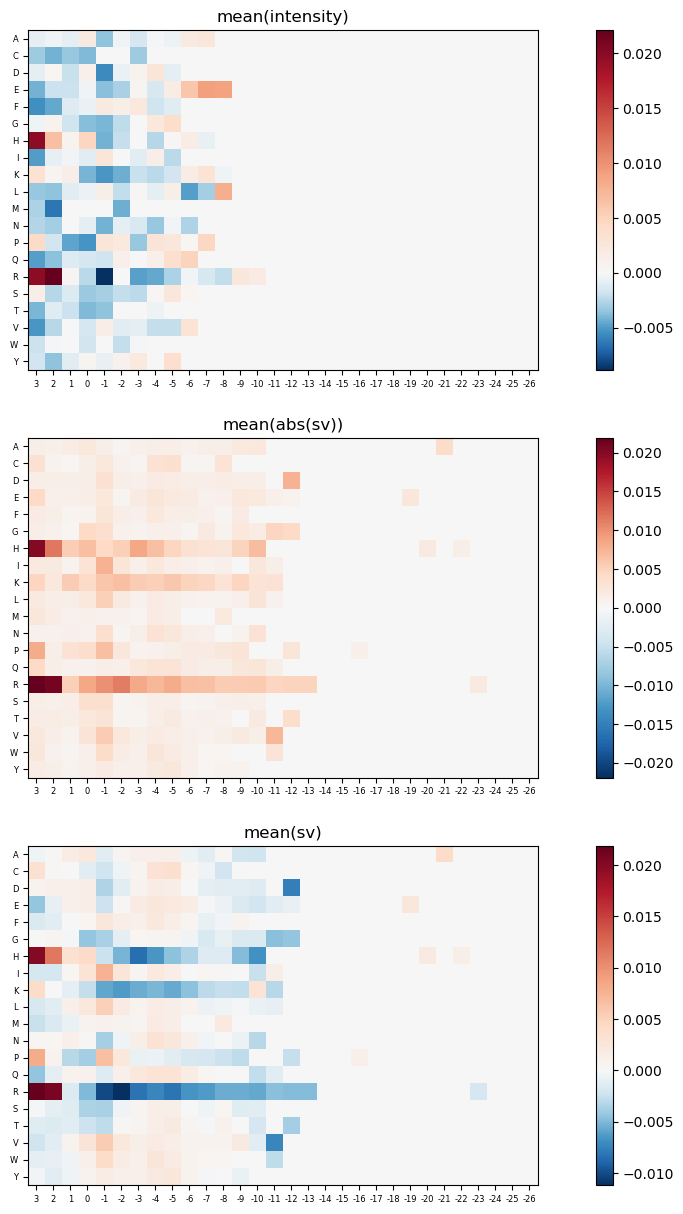 mean(intensity)
A
C
D
E
F
G
H
I
K
L
M
N
P
Q
R
S
T
V
W
Y
3 2 1 0 -1 -2 -3 -4 -5 -6 -7 -8 -9 -10 -11 -12 -13 -14 -15 -16 -17 -18 -19 -20 -21 -22 -23 -24 -25 -26
0.020
0.015
0.010
0.005
0.000
−0.005
mean(abs(sv))
A
C
D
E
F
G
H
I
K
L
M
N
P
Q
R
S
T
V
W
Y
3 2 1 0 -1 -2 -3 -4 -5 -6 -7 -8 -9 -10 -11 -12 -13 -14 -15 -16 -17 -18 -19 -20 -21 -22 -23 -24 -25 -26
0.020
0.015
0.010
0.005
0.000
−0.005
−0.010
−0.015
−0.020
mean(sv)
A
C
D
E
F
G
H
I
K
L
M
N
P
Q
R
S
T
V
W
Y
3 2 1 0 -1 -2 -3 -4 -5 -6 -7 -8 -9 -10 -11 -12 -13 -14 -15 -16 -17 -18 -19 -20 -21 -22 -23 -24 -25 -26
0.020
0.015
0.010
0.005
0.000
−0.005
−0.010